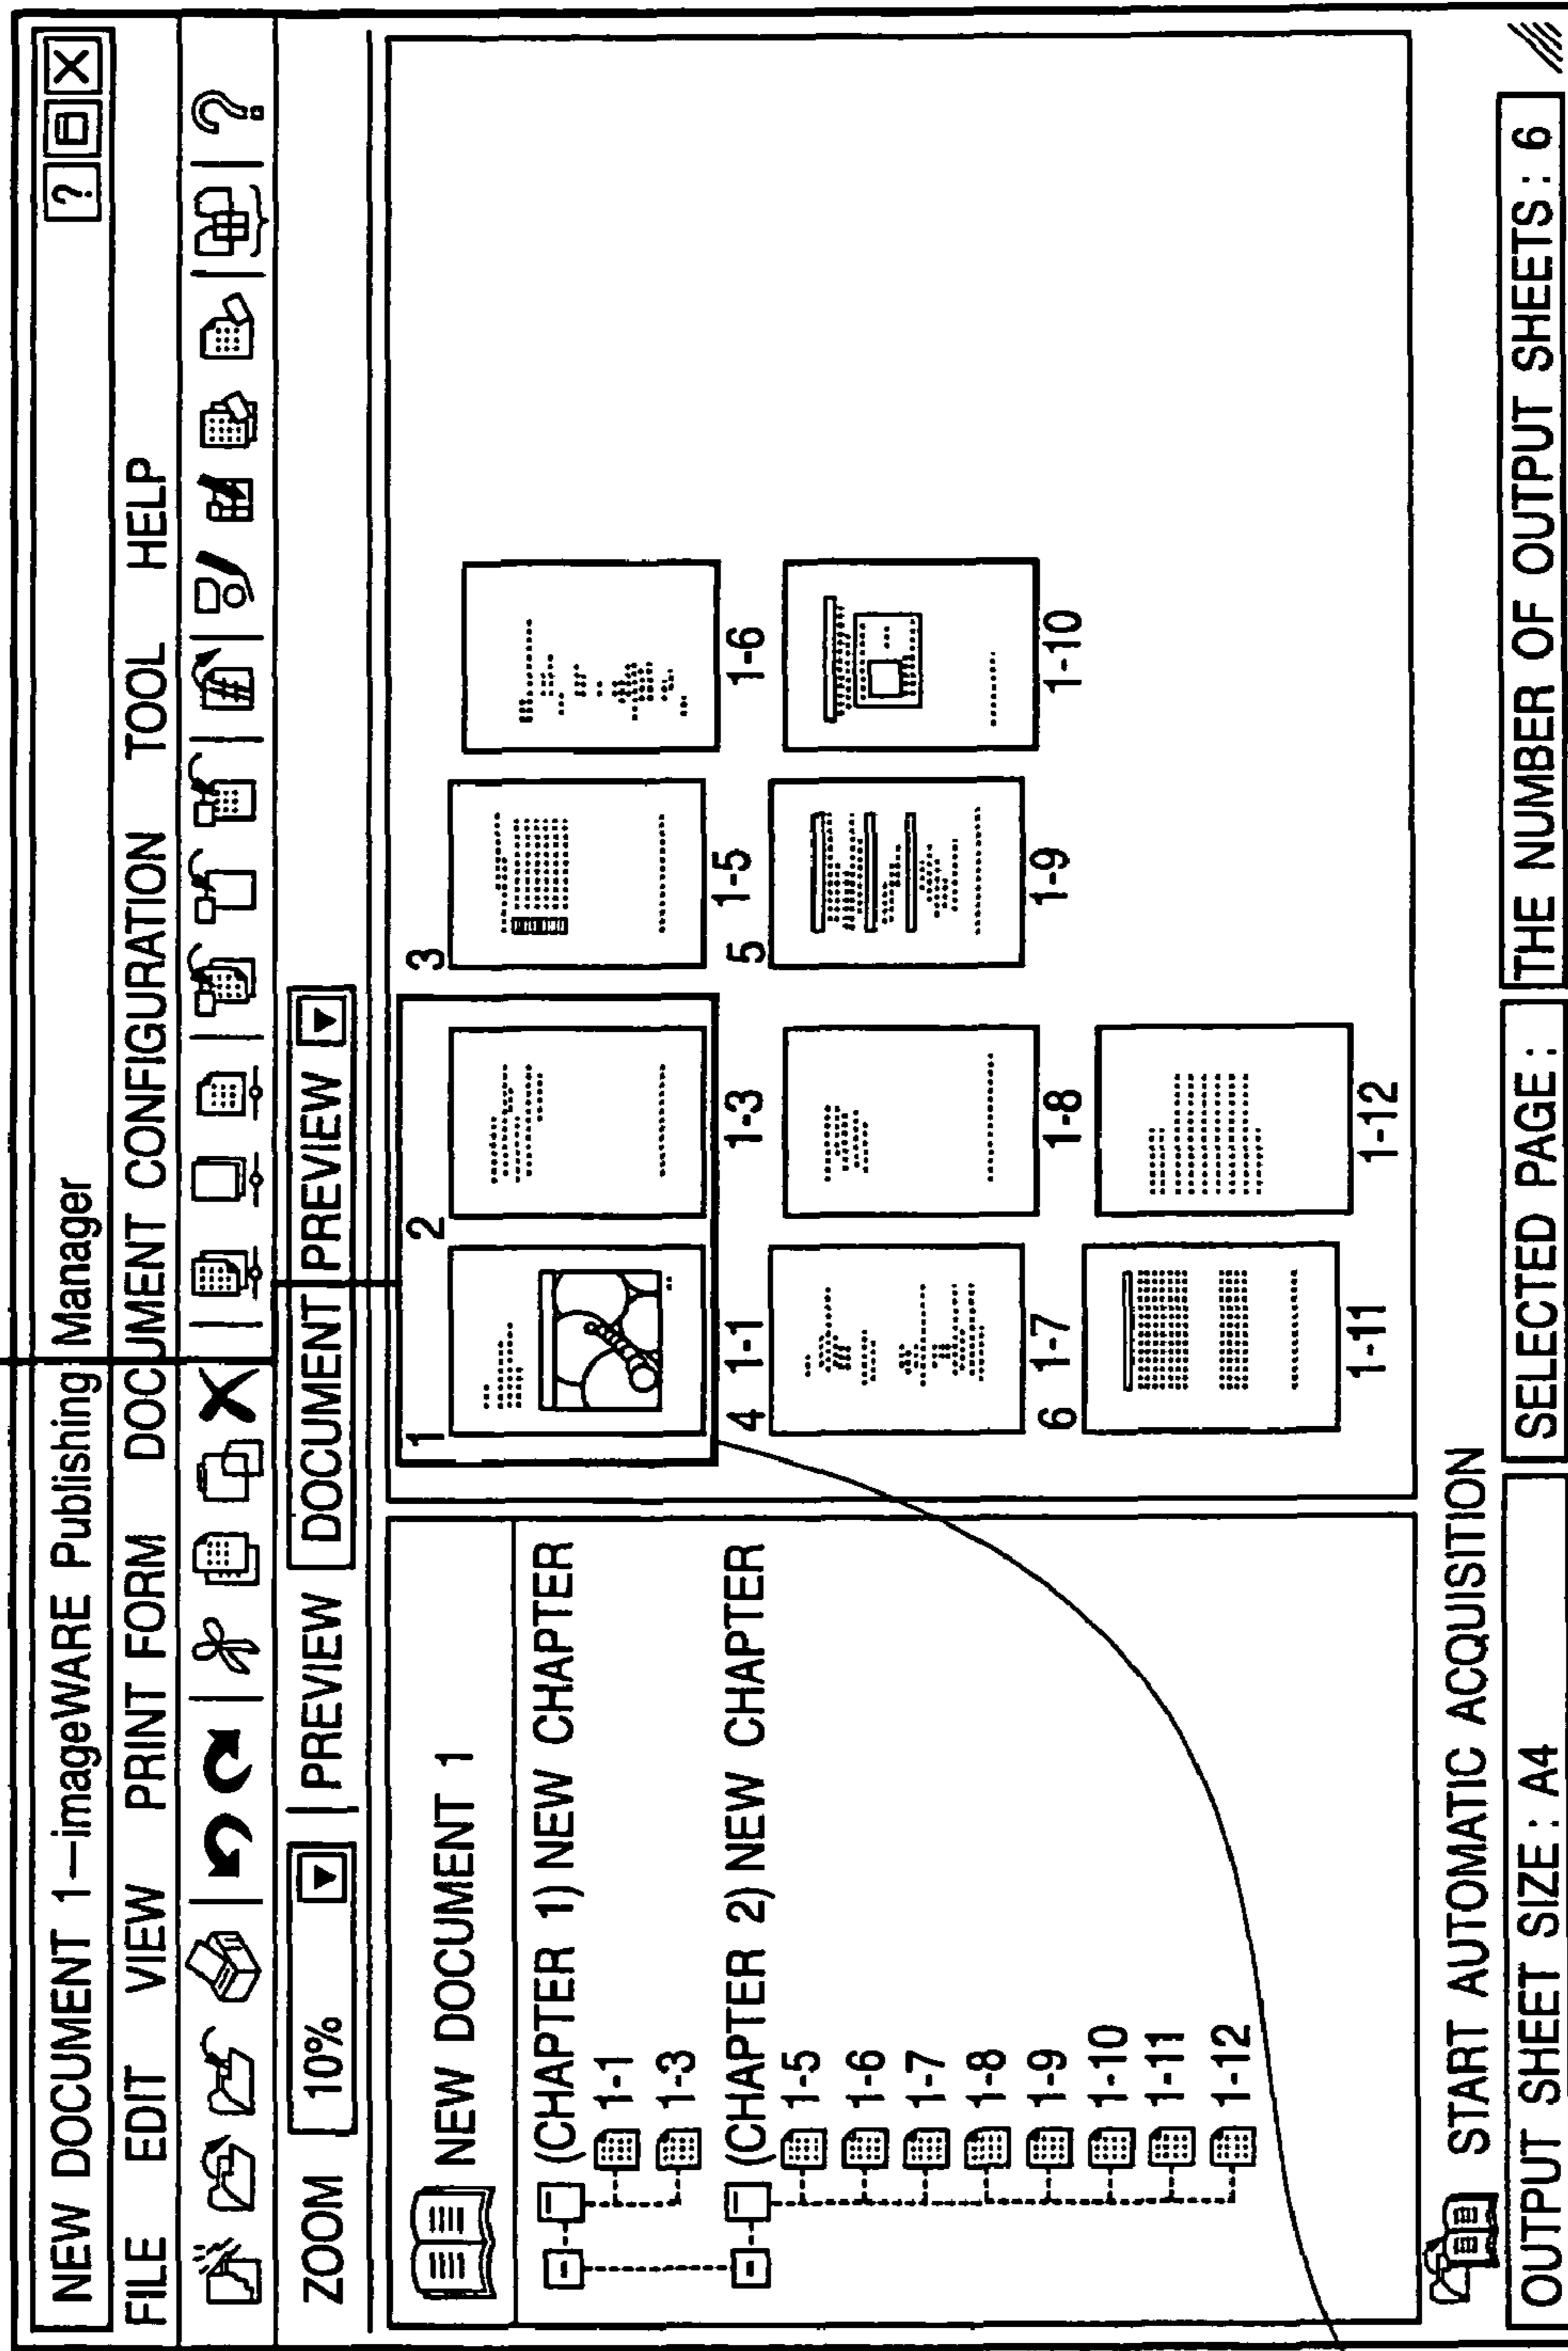 NEW DOCUMENT 1—imageWARE Publishing Manager
FILE EDIT VIEW PRINT FORM DOCUMENT CONFIGURATION TOOL HELP
ZOOM 10% PREVIEW DOCUMENT PREVIEW
NEW DOCUMENT 1
(CHAPTER 1) NEW CHAPTER
1-1
1-3
(CHAPTER 2) NEW CHAPTER
1-5
1-6
1-7
1-8
1-9
1-10
1-11
1-12
1 2 3
1-1 1-3 1-5 1-6
4 5
1-7 1-8 1-9 1-10
6
1-11 1-12
START AUTOMATIC ACQUISITION
OUTPUT SHEET SIZE: A4 SELECTED PAGE: THE NUMBER OF OUTPUT SHEETS: 6